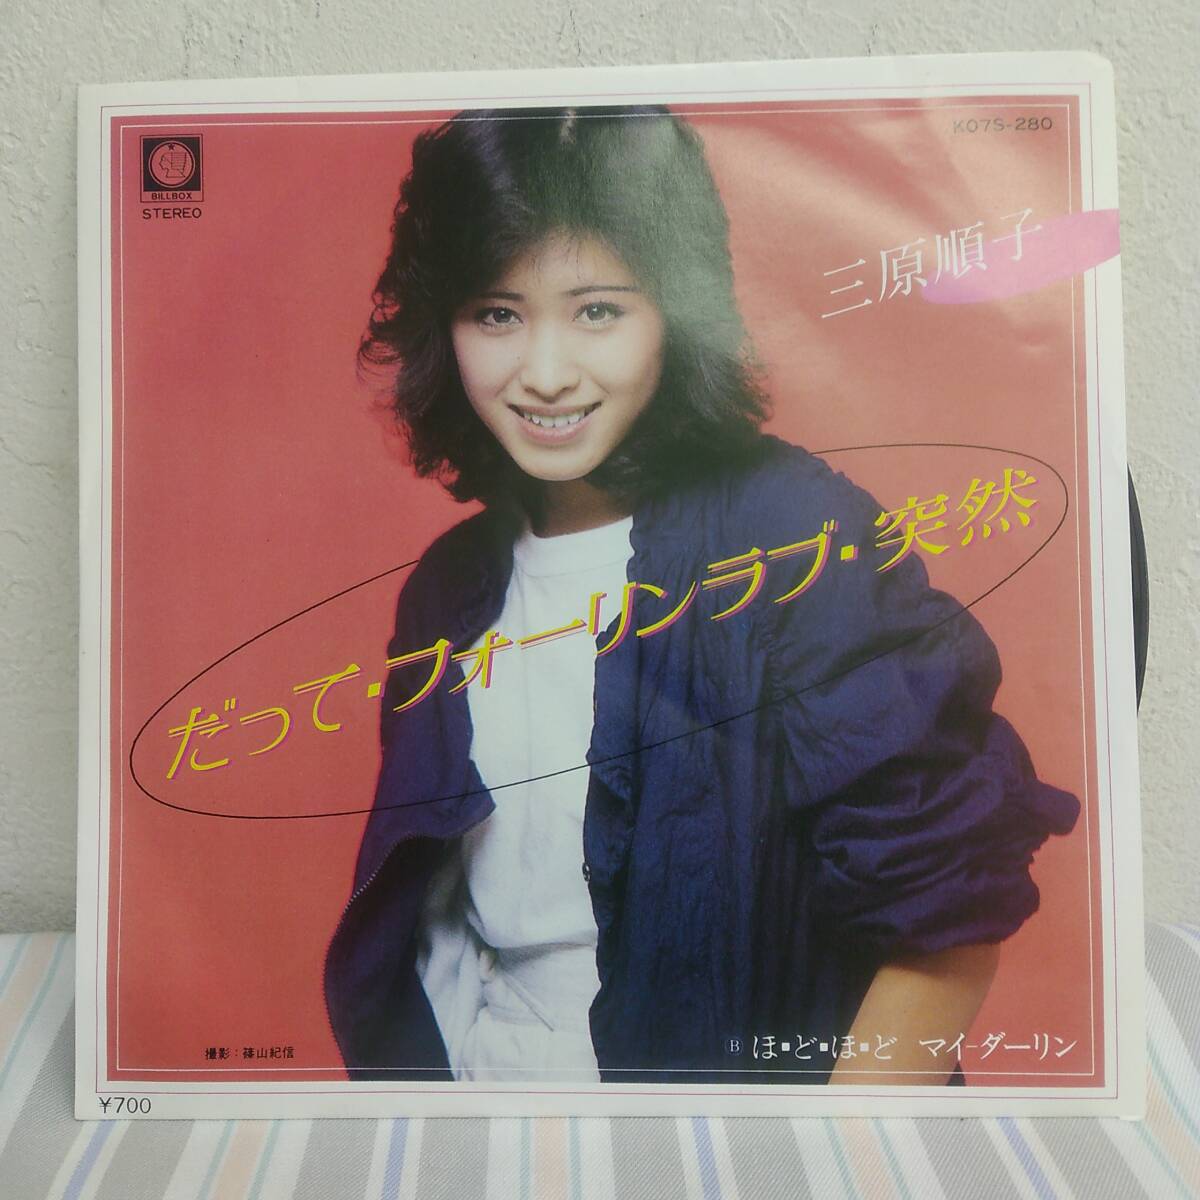 BILLBOX
STEREO
K07S-280
三原順子
だって・フォーリンラブ・突然
撮影：篠山紀信
Ⓑ ほ・ど・ほ・ど マイ-ダーリン
¥700